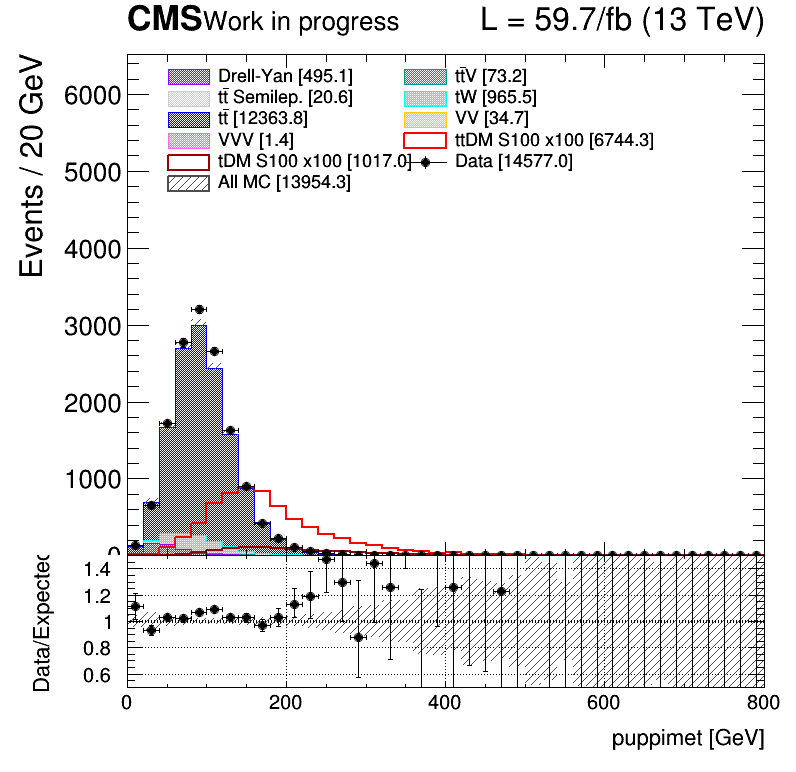 CMS Work in progress L = 59.7/fb (13 TeV)
Events / 20 GeV
Drell-Yan [495.1] tt̄V [73.2]
tt̄ Semilep. [20.6] tW [965.5]
tt̄ [12363.8] VV [34.7]
VVV [1.4] ttDM S100 x100 [6744.3]
tDM S100 x100 [1017.0] Data [14577.0]
All MC [13954.3]
6000
5000
4000
3000
2000
1000
0
Data/Expected
1.4
1.2
1
0.8
0.6
0 200 400 600 800
puppimet [GeV]